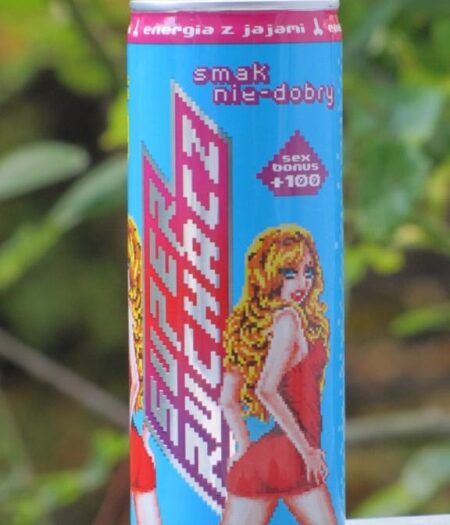 energia z jajami
smak
nie-dobry
sex
bonus
+100
SUPER
RUCHACZ